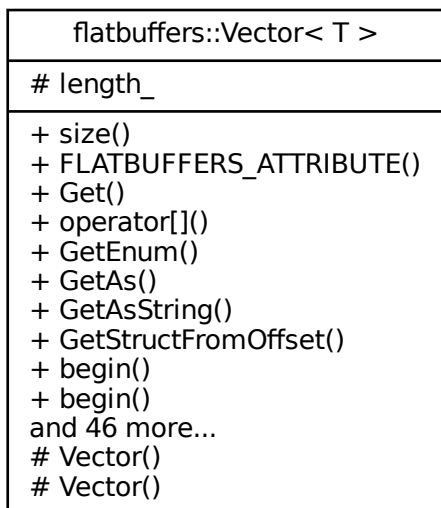 flatbuffers::Vector< T >
# length_
+ size()
+ FLATBUFFERS_ATTRIBUTE()
+ Get()
+ operator[]()
+ GetEnum()
+ GetAs()
+ GetAsString()
+ GetStructFromOffset()
+ begin()
+ begin()
and 46 more...
# Vector()
# Vector()